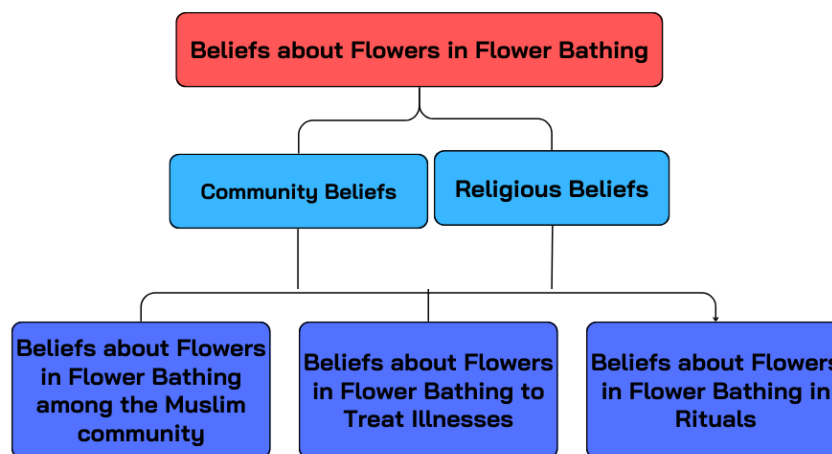 Beliefs about Flowers in Flower Bathing
Community Beliefs
Religious Beliefs
Beliefs about Flowers
in Flower Bathing
among the Muslim
community
Beliefs about Flowers
in Flower Bathing to
Treat Illnesses
Beliefs about Flowers
in Flower Bathing in
Rituals